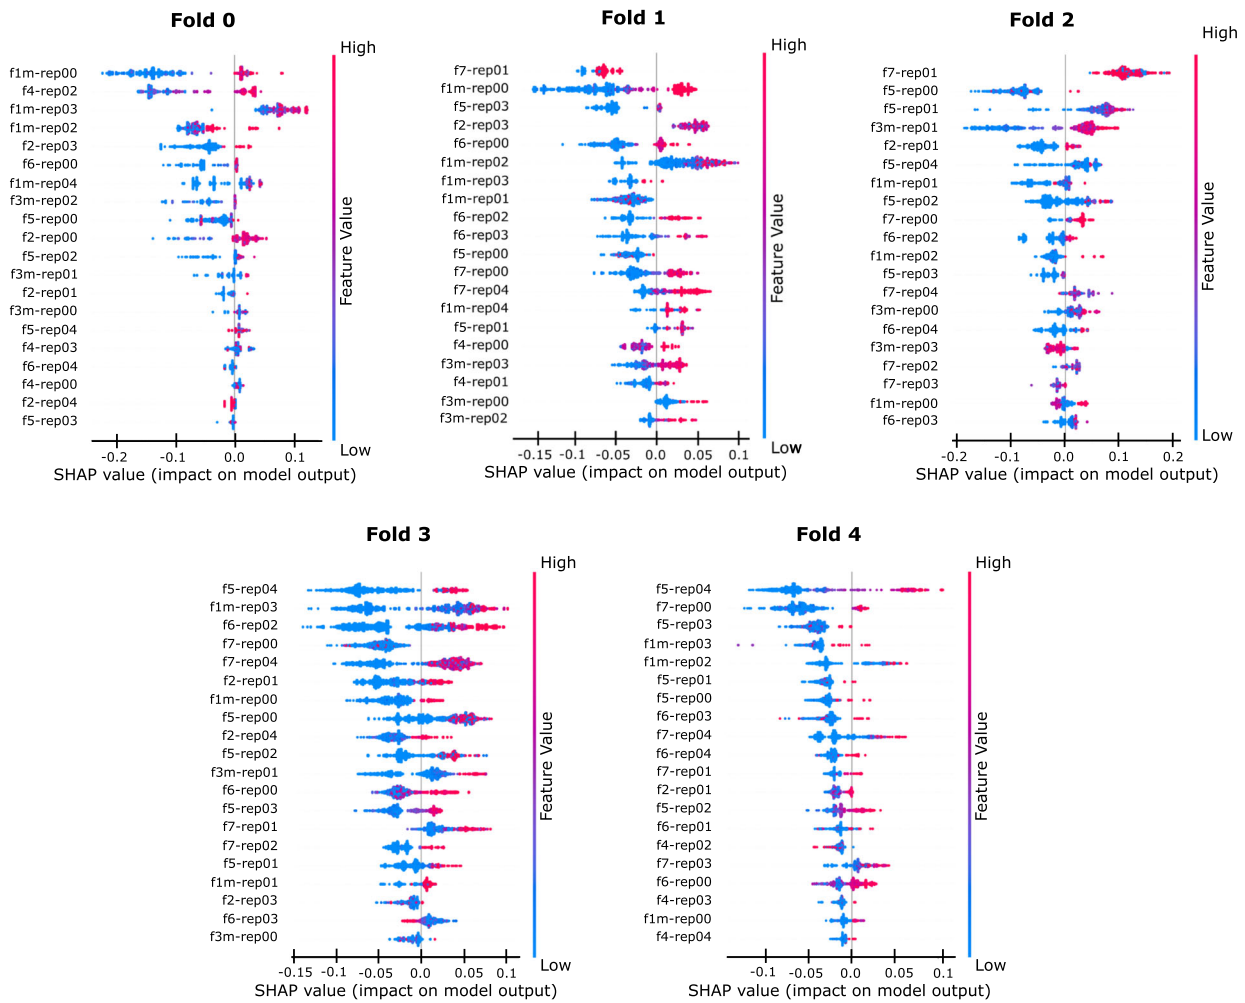 Fold 0
High
f1m-rep00
f4-rep02
f1m-rep03
f1m-rep02
f2-rep03
f6-rep00
f1m-rep04
f3m-rep02
f5-rep00
f2-rep00
f5-rep02
f3m-rep01
f2-rep01
f3m-rep00
f5-rep04
f4-rep03
f6-rep04
f4-rep00
f2-rep04
f5-rep03
Feature Value
Low
-0.2 -0.1 0.0 0.1
SHAP value (impact on model output)
Fold 1
High
f7-rep01
f1m-rep00
f5-rep03
f2-rep03
f6-rep00
f1m-rep02
f1m-rep03
f1m-rep01
f6-rep02
f6-rep03
f5-rep00
f7-rep00
f7-rep04
f1m-rep04
f5-rep01
f4-rep00
f3m-rep03
f4-rep01
f3m-rep00
f3m-rep02
Feature Value
Low
-0.15 -0.1 -0.05 0.0 0.05 0.1
SHAP value (impact on model output)
Fold 2
High
f7-rep01
f5-rep00
f5-rep01
f3m-rep01
f2-rep01
f5-rep04
f1m-rep01
f5-rep02
f7-rep00
f6-rep02
f1m-rep02
f5-rep03
f7-rep04
f3m-rep00
f6-rep04
f3m-rep03
f7-rep02
f7-rep03
f1m-rep00
f6-rep03
Feature Value
Low
-0.2 -0.1 0.0 0.1 0.2
SHAP value (impact on model output)
Fold 3
High
f5-rep04
f1m-rep03
f6-rep02
f7-rep00
f7-rep04
f2-rep01
f1m-rep00
f5-rep00
f2-rep04
f5-rep02
f3m-rep01
f6-rep00
f5-rep03
f7-rep01
f7-rep02
f5-rep01
f1m-rep01
f2-rep03
f6-rep03
f3m-rep00
Feature Value
Low
-0.15 -0.1 -0.05 0.0 0.05 0.1
SHAP value (impact on model output)
Fold 4
High
f5-rep04
f7-rep00
f5-rep03
f1m-rep03
f1m-rep02
f5-rep01
f5-rep00
f6-rep03
f7-rep04
f6-rep04
f7-rep01
f2-rep01
f5-rep02
f6-rep01
f4-rep02
f7-rep03
f6-rep00
f4-rep03
f1m-rep00
f4-rep04
Feature Value
Low
-0.1 -0.05 0.0 0.05 0.1
SHAP value (impact on model output)